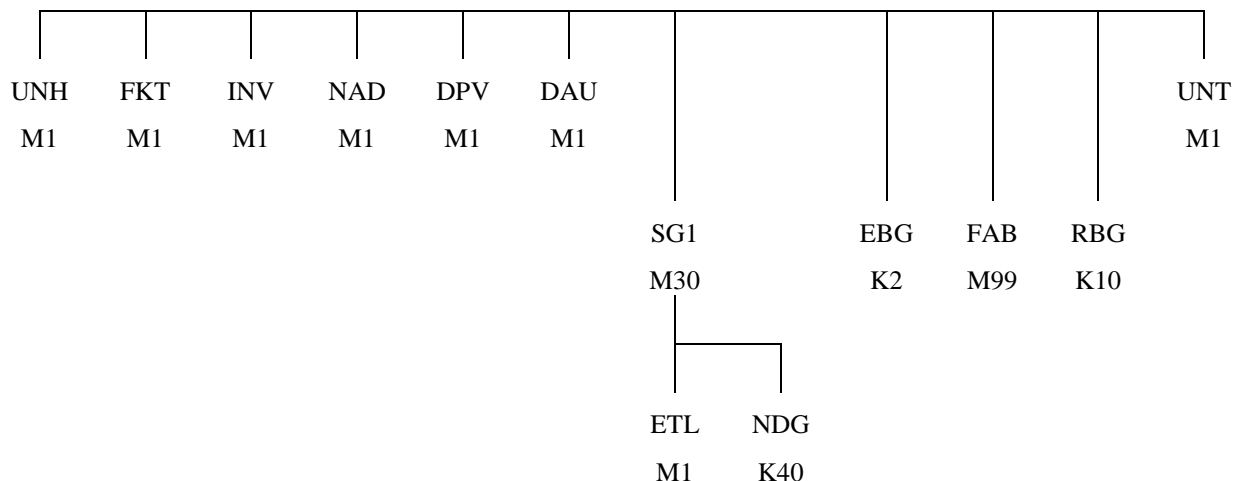 UNH FKT INV NAD DPV DAU UNT
M1 M1 M1 M1 M1 M1 M1
SG1 EBG FAB RBG
M30 K2 M99 K10
ETL NDG
M1 K40